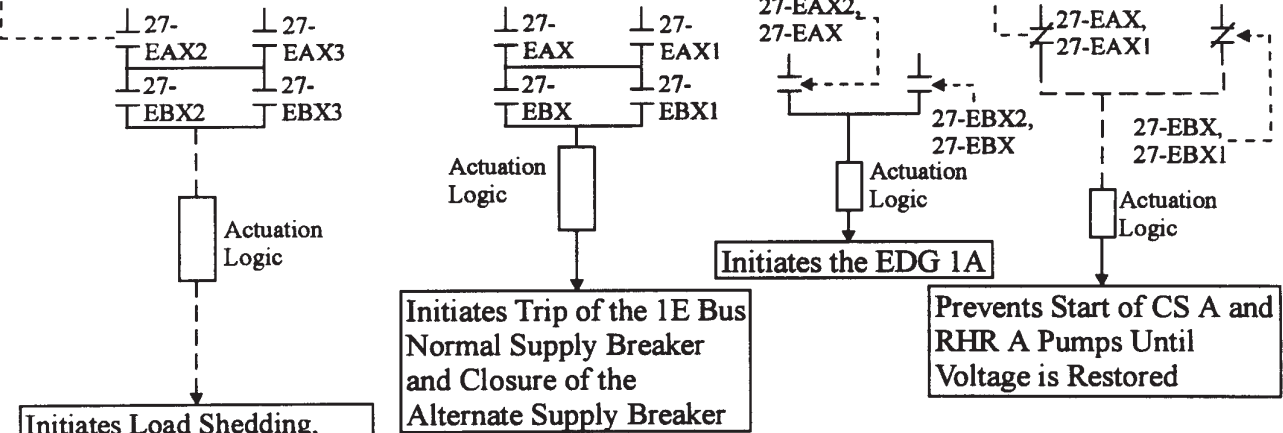 27-
EAX2
27-
EAX3
27-
EBX2
27-
EBX3
Actuation
Logic
Initiates Load Shedding,
27-
EAX
27-
EAX1
27-
EBX
27-
EBX1
Actuation
Logic
Initiates Trip of the 1E Bus
Normal Supply Breaker
and Closure of the
Alternate Supply Breaker
27-EAX2,
27-EAX
27-EBX2,
27-EBX
Actuation
Logic
Initiates the EDG 1A
27-EAX,
27-EAX1
27-EBX,
27-EBX1
Actuation
Logic
Prevents Start of CS A and
RHR A Pumps Until
Voltage is Restored